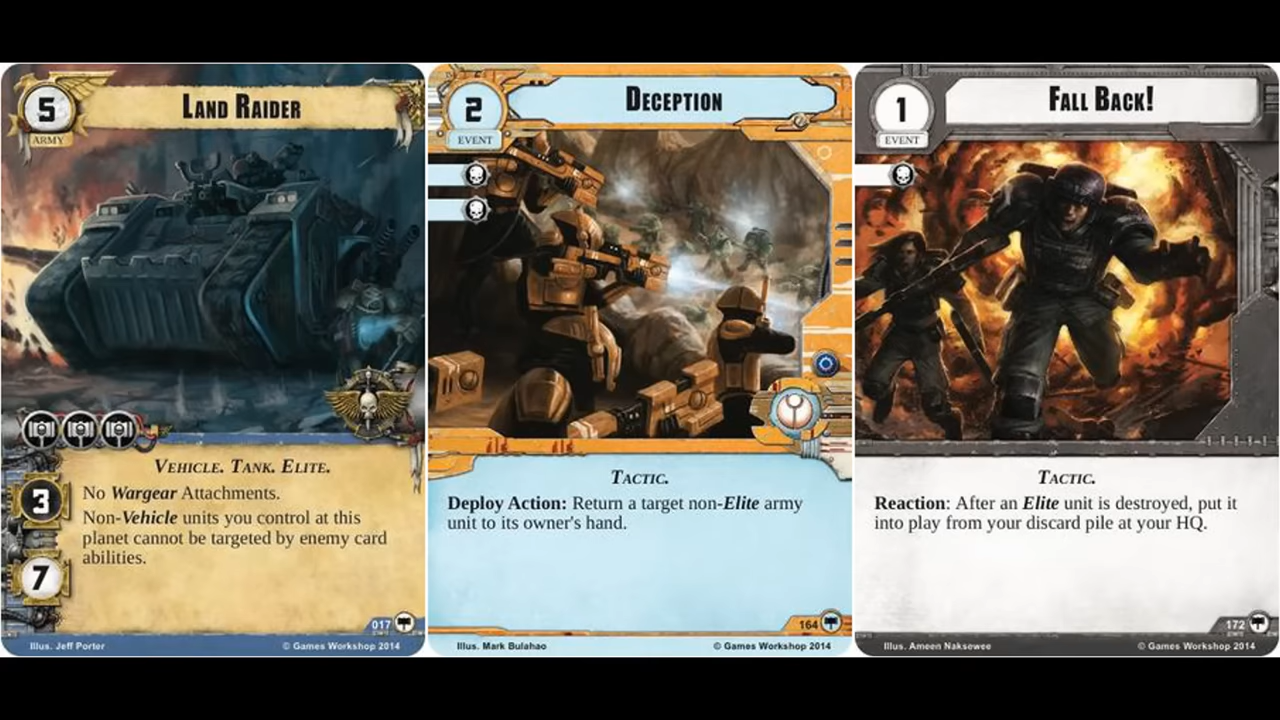 5
ARMY
LAND RAIDER
VEHICLE. TANK. ELITE.
3
No Wargear Attachments.
Non-Vehicle units you control at this
planet cannot be targeted by enemy card
abilities.
7
017
Illus. Jeff Porter
© Games Workshop 2014
2
EVENT
DECEPTION
TACTIC.
Deploy Action: Return a target non-Elite army
unit to its owner's hand.
164
Illus. Mark Bulahao
© Games Workshop 2014
1
EVENT
FALL BACK!
TACTIC.
Reaction: After an Elite unit is destroyed, put it
into play from your discard pile at your HQ.
172
Illus. Ameen Naksewee
© Games Workshop 2014